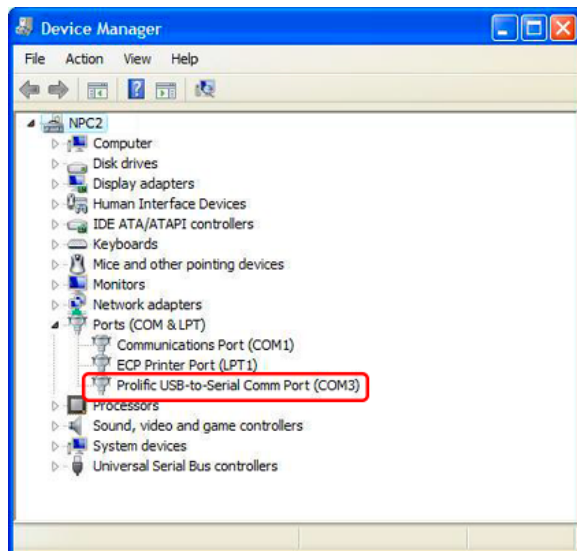 Device Manager
File Action View Help
NPC2
Computer
Disk drives
Display adapters
Human Interface Devices
IDE ATA/ATAPI controllers
Keyboards
Mice and other pointing devices
Monitors
Network adapters
Ports (COM & LPT)
Communications Port (COM1)
ECP Printer Port (LPT1)
Prolific USB-to-Serial Comm Port (COM3)
Processors
Sound, video and game controllers
System devices
Universal Serial Bus controllers